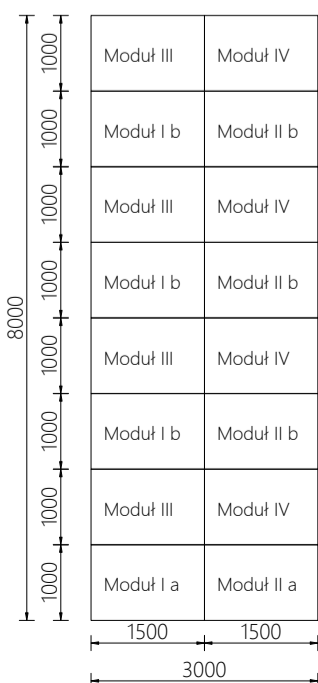 1000 Moduł III Moduł IV
1000 Moduł I b Moduł II b
1000 Moduł III Moduł IV
1000 Moduł I b Moduł II b
8000
1000 Moduł III Moduł IV
1000 Moduł I b Moduł II b
1000 Moduł III Moduł IV
1000 Moduł I a Moduł II a
1500 1500
3000